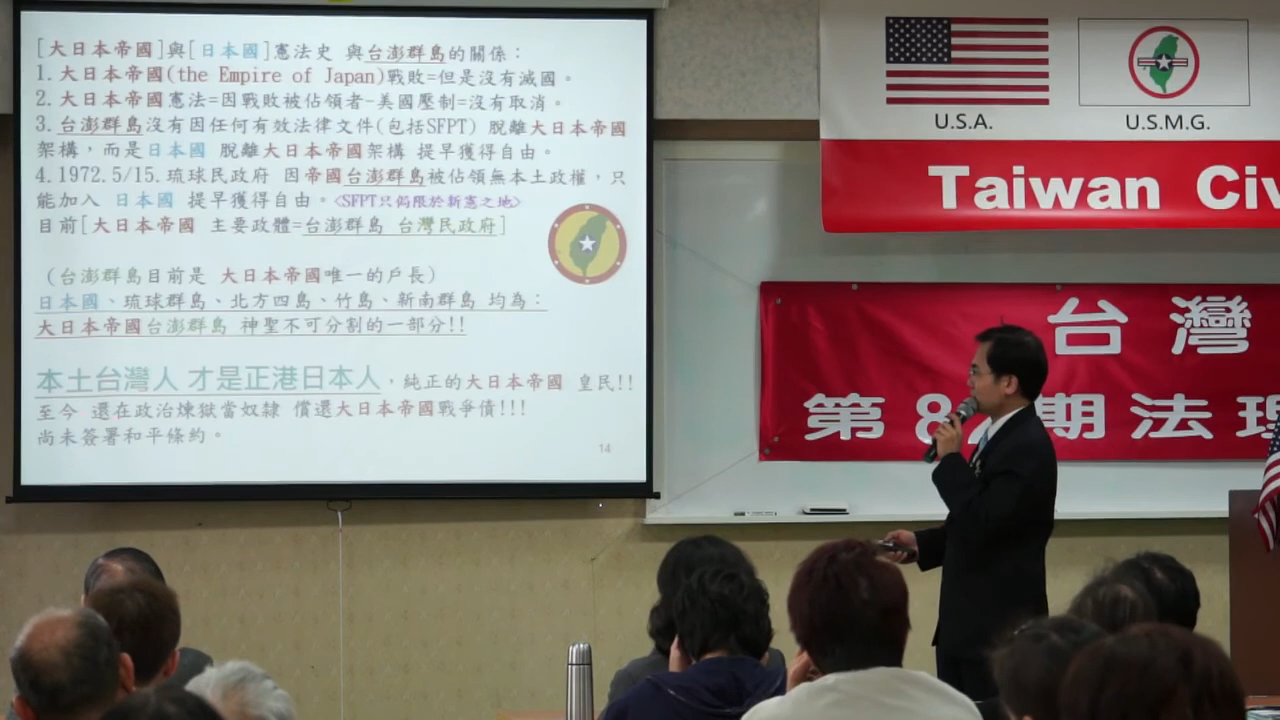 [大日本帝國]與[日本國]憲法史 與台澎群島的關係：
1.大日本帝國(the Empire of Japan)戰敗=但是沒有滅國。
2.大日本帝國憲法=因戰敗被佔領者-美國壓制=沒有取消。
3.台澎群島沒有因任何有效法律文件(包括SFPT) 脫離大日本帝國
架構，而是日本國 脫離大日本帝國架構 提早獲得自由。
4.1972.5/15.琉球民政府 因帝國台澎群島被佔領無本土政權，只
能加入 日本國 提早獲得自由。<SFPT只侷限於新憲之地>
目前[大日本帝國 主要政體=台澎群島 台灣民政府]
（台澎群島目前是 大日本帝國唯一的戶長）
日本國、琉球群島、北方四島、竹島、新南群島 均為：
大日本帝國台澎群島 神聖不可分割的一部分!!
本土台灣人 才是正港日本人，純正的大日本帝國 皇民!!
至今 還在政治煉獄當奴隸 償還大日本帝國戰爭債!!!
尚未簽署和平條約。
14
U.S.A.
U.S.M.G.
Taiwan Civ
台灣
第8 期法理